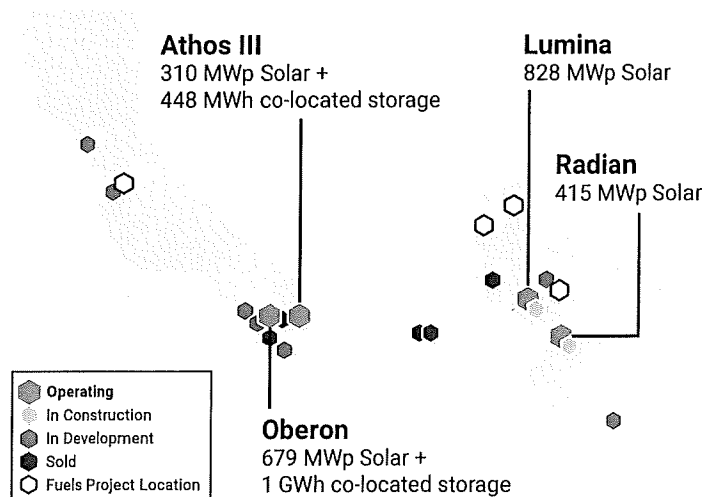 Athos III
310 MWp Solar +
448 MWh co-located storage
Lumina
828 MWp Solar
Radian
415 MWp Solar
Operating
In Construction
In Development
Sold
Fuels Project Location
Oberon
679 MWp Solar +
1 GWh co-located storage